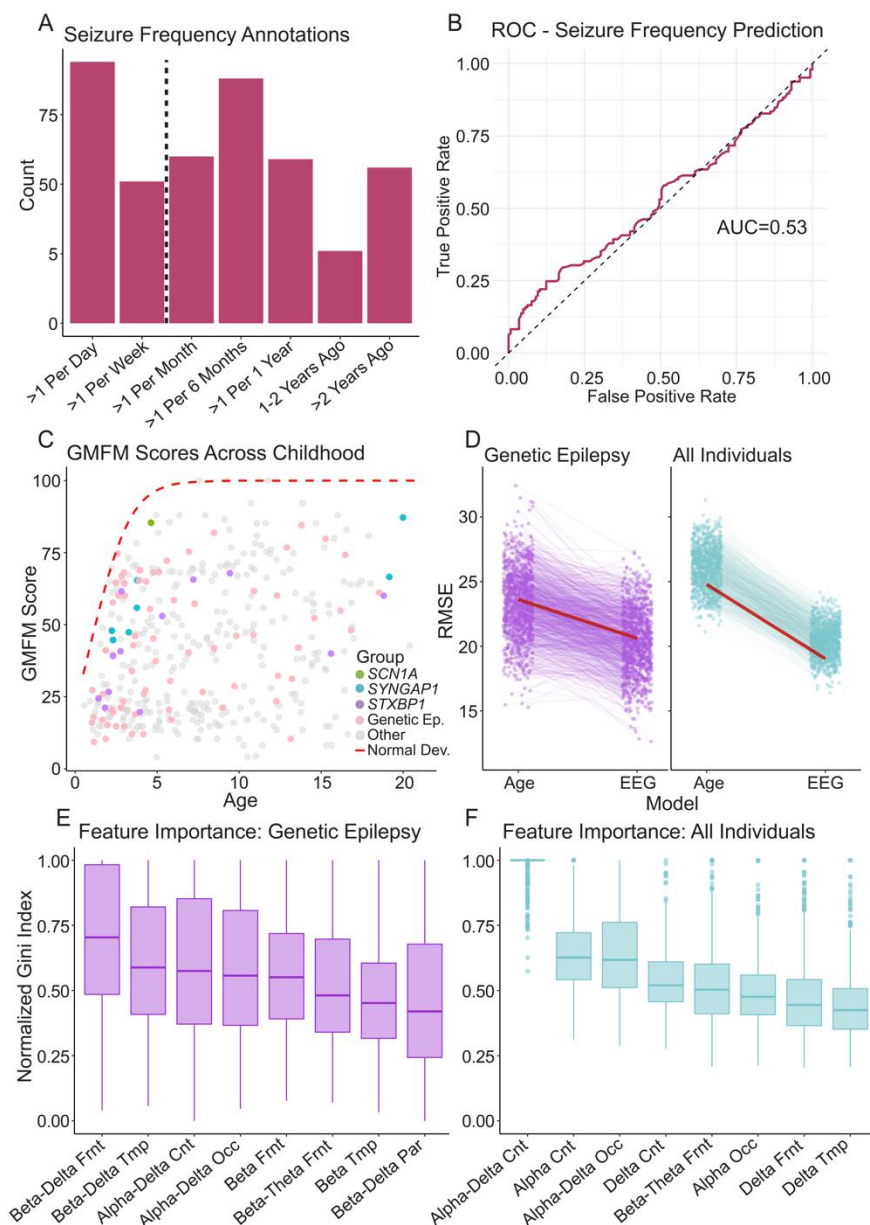 A
Seizure Frequency Annotations
Count
75
50
5
0
>1 Per Day
>1 Per Week
>1 Per Month
>1 Per 6 Months
>1 Per 1 Year
1-2 Years Ago
>2 Years Ago
B
ROC - Seizure Frequency Prediction
True Positive Rate
1.00
0.75
0.50
0.25
0.00
AUC=0.53
0.00 0.25 0.50 0.75 1.00
False Positive Rate
C
GMFM Scores Across Childhood
GMFM Score
100
75
50
25
0
Group
SCN1A
SYNGAP1
STXBP1
Genetic Ep.
Other
Normal Dev.
0 5 10 15 20
Age
D
Genetic Epilepsy
All Individuals
RMSE
30
25
20
15
Age EEG Age EEG
Model
E
Feature Importance: Genetic Epilepsy
Normalized Gini Index
1.00
0.75
0.50
0.25
0.00
Beta-Delta Frnt
Beta-Delta Tmp
Alpha-Delta Cnt
Alpha-Delta Occ
Beta Frnt
Beta-Theta Frnt
Beta Tmp
Beta-Delta Par
F
Feature Importance: All Individuals
1.00
0.75
0.50
0.25
0.00
Alpha-Delta Cnt
Alpha Cnt
Alpha-Delta Occ
Delta Cnt
Beta-Theta Frnt
Alpha Occ
Delta Frnt
Delta Tmp